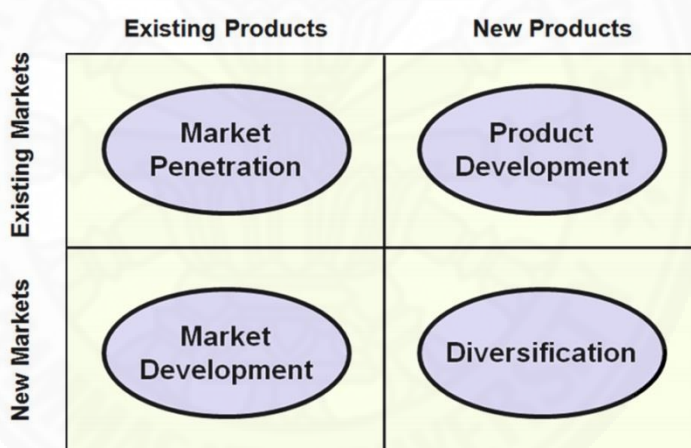 Existing Products
New Products
Existing Markets
Market
Penetration
Product
Development
New Markets
Market
Development
Diversification